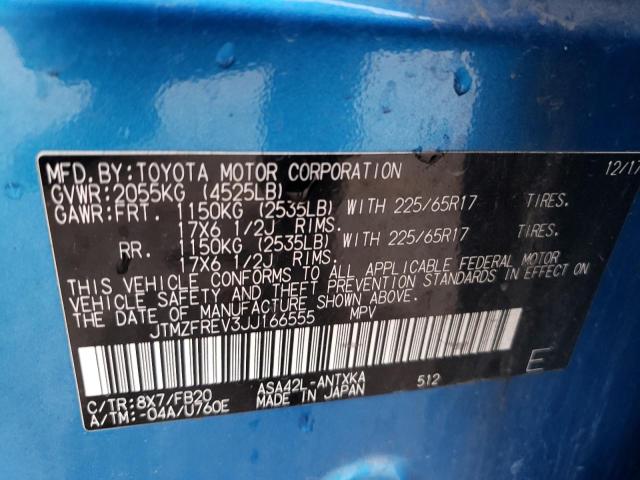 MFD.BY:TOYOTA MOTOR CORPORATION 12/17
GVWR:2055KG (4525LB)
GAWR:FRT. 1150KG (2535LB) WITH 225/65R17 TIRES.
17X6 1/2J RIMS.
RR. 1150KG (2535LB) WITH 225/65R17 TIRES.
17X6 1/2J RIMS.
THIS VEHICLE CONFORMS TO ALL APPLICABLE FEDERAL MOTOR
VEHICLE SAFETY AND THEFT PREVENTION STANDARDS IN EFFECT ON
THE DATE OF MANUFACTURE SHOWN ABOVE.
JTMZFREV3JJ166555 MPV
E
C/TR:8X7/FB20 ASA42L-ANTXKA 512
A/TM:-04A/U760E MADE IN JAPAN